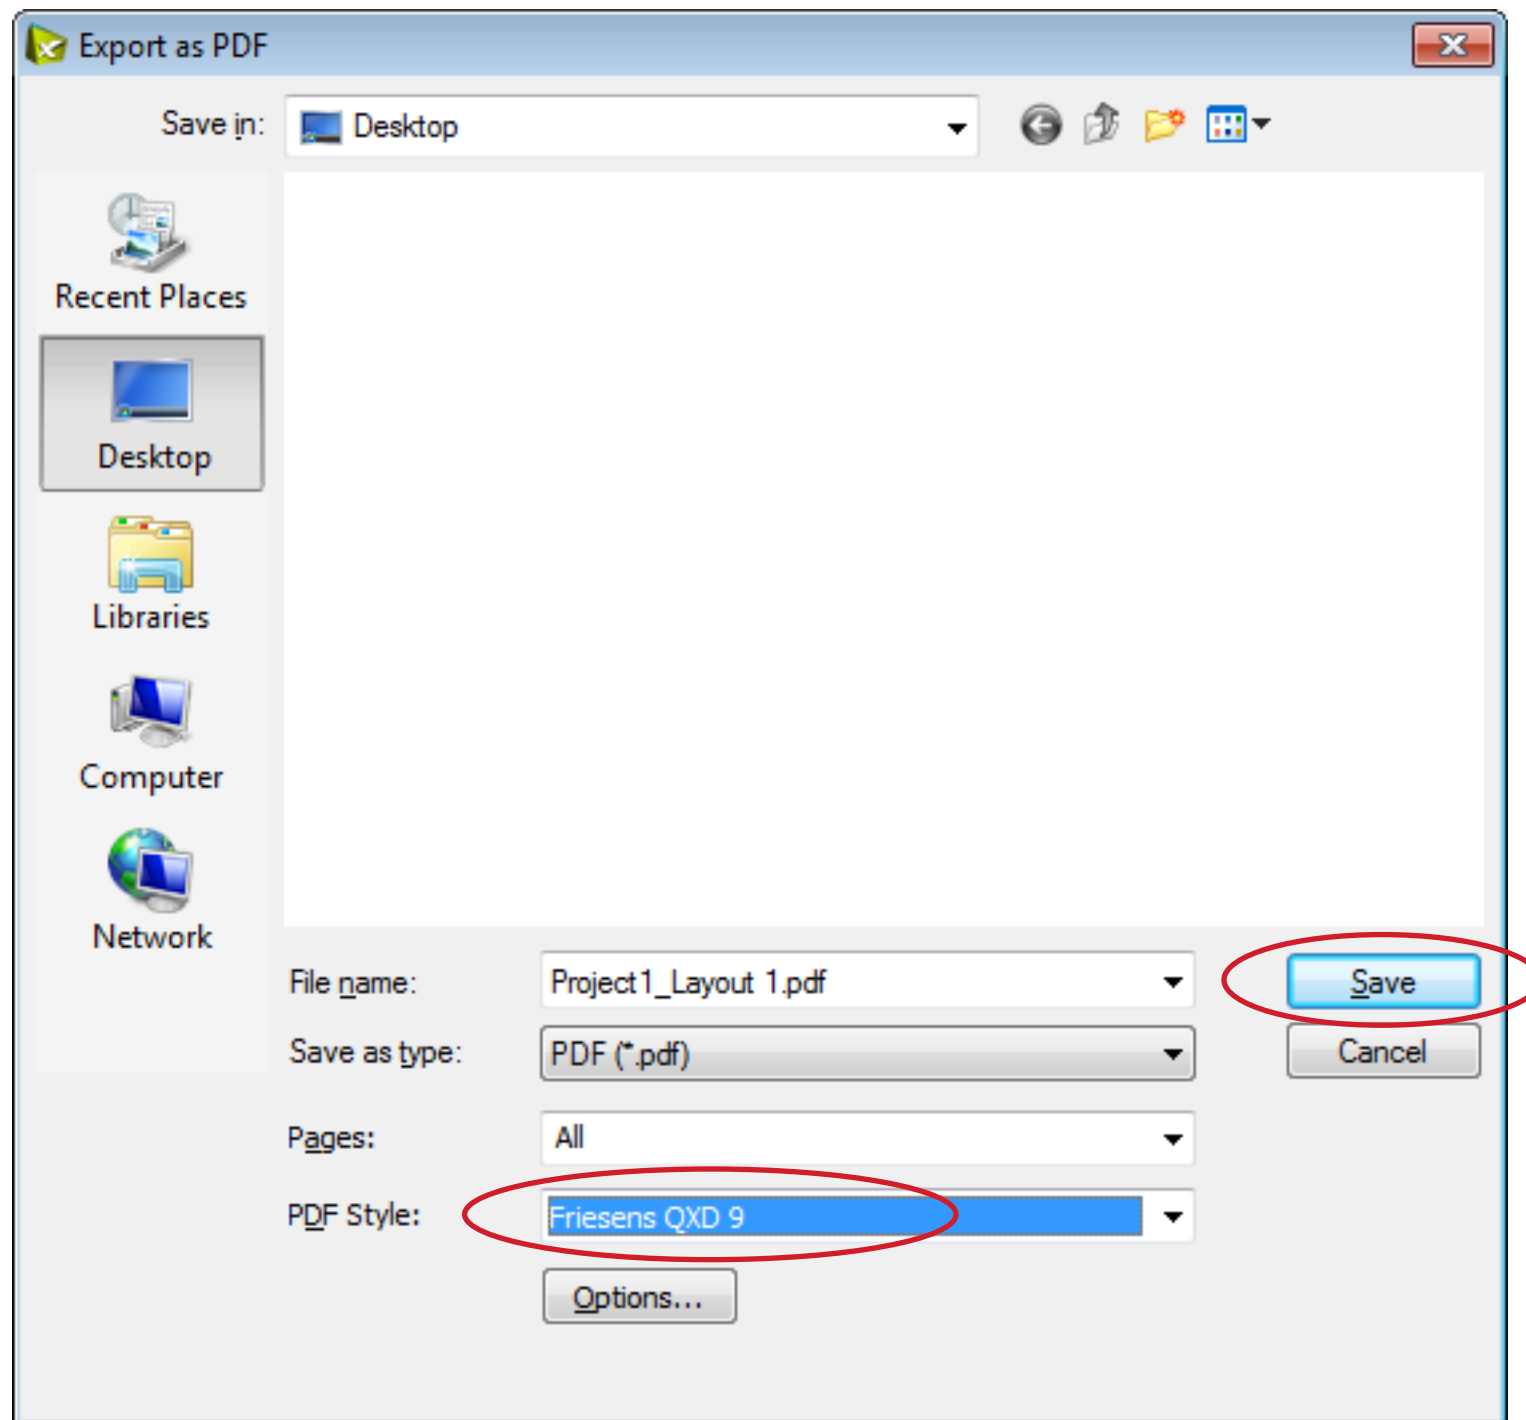 Export as PDF
Save in:
Desktop
Recent Places
Desktop
Libraries
Computer
Network
File name:
Project1_Layout 1.pdf
Save
Save as type:
PDF (*.pdf)
Cancel
Pages:
All
PDF Style:
Friesens QXD 9
Options...